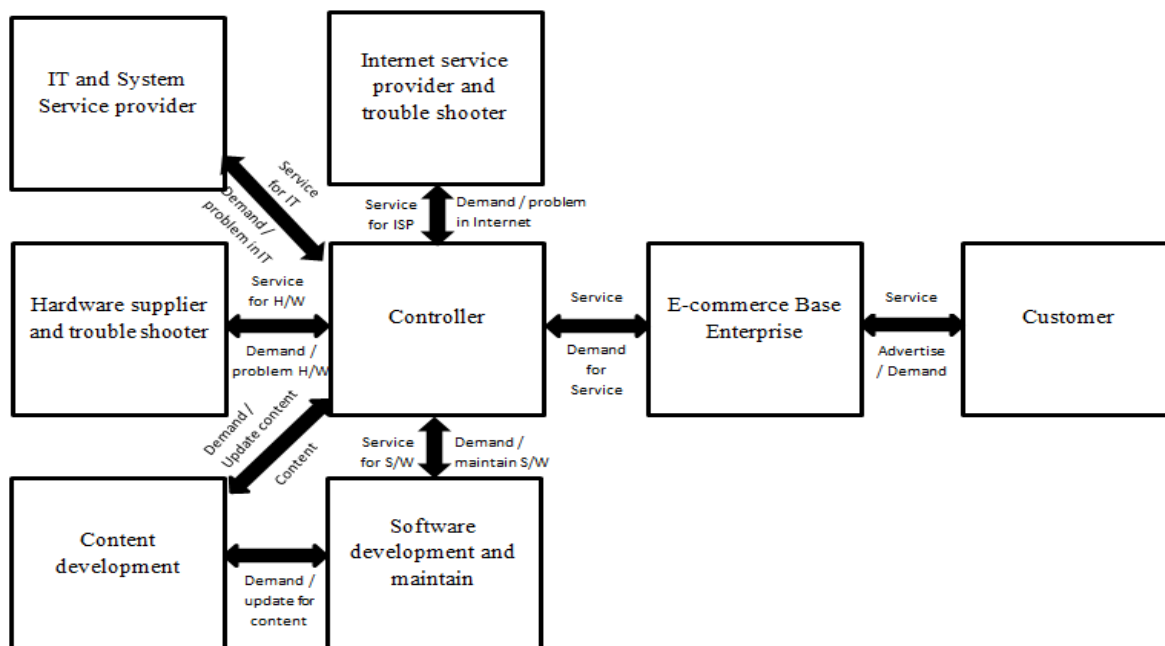 IT and System
Service provider
Internet service
provider and
trouble shooter
Service
for IT
Demand /
problem in IT
Service
for ISP
Demand / problem
in Internet
Hardware supplier
and trouble shooter
Service
for H/W
Demand /
problem H/W
Controller
Service
Demand
for
Service
E-commerce Base
Enterprise
Service
Advertise
/ Demand
Customer
Demand /
Update content
Content
Service
for S/W
Demand /
maintain S/W
Content
development
Demand /
update for
content
Software
development and
maintain